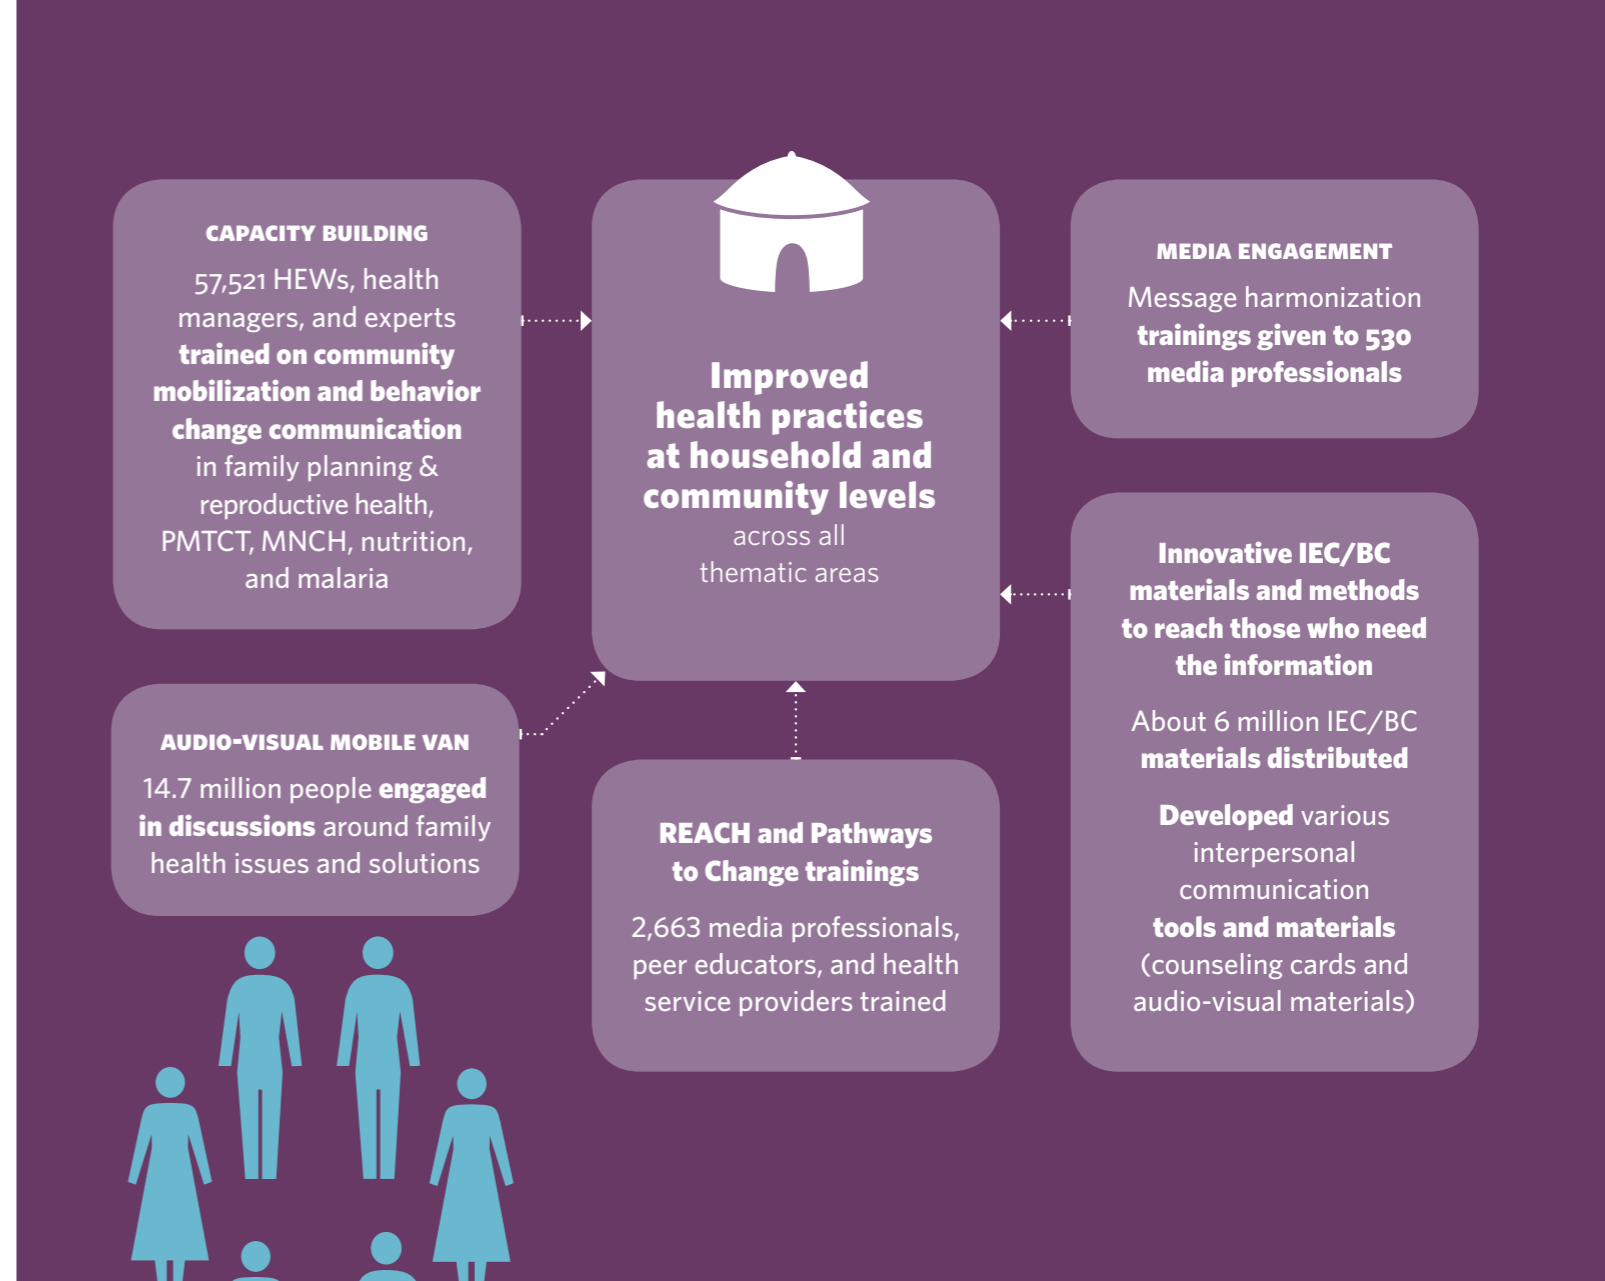 CAPACITY BUILDING
57,521 HEWs, health
managers, and experts
trained on community
mobilization and behavior
change communication
in family planning &
reproductive health,
PMTCT, MNCH, nutrition,
and malaria
AUDIO-VISUAL MOBILE VAN
14.7 million people engaged
in discussions around family
health issues and solutions
Improved
health practices
at household and
community levels
across all
thematic areas
REACH and Pathways
to Change trainings
2,663 media professionals,
peer educators, and health
service providers trained
MEDIA ENGAGEMENT
Message harmonization
trainings given to 530
media professionals
Innovative IEC/BC
materials and methods
to reach those who need
the information
About 6 million IEC/BC
materials distributed
Developed various
interpersonal
communication
tools and materials
(counseling cards and
audio-visual materials)